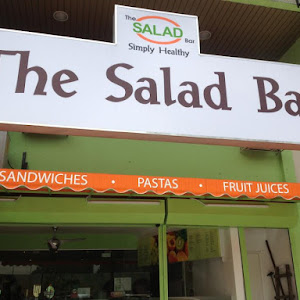 The
SALAD
Bar
Simply Healthy
The Salad Ba
SANDWICHES • PASTAS • FRUIT JUICES